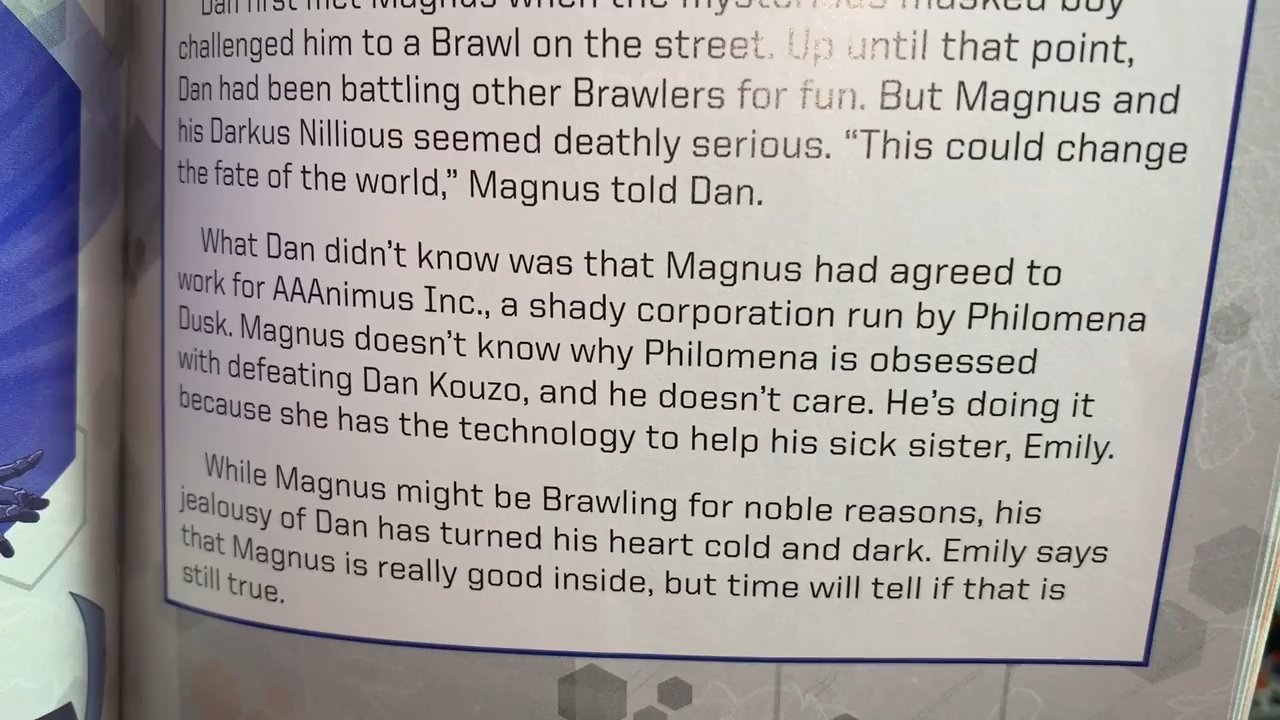 Dan first met Magnus when the mysterious masked boy
challenged him to a Brawl on the street. Up until that point,
Dan had been battling other Brawlers for fun. But Magnus and
his Darkus Nillious seemed deathly serious. “This could change
the fate of the world,” Magnus told Dan.
What Dan didn’t know was that Magnus had agreed to
work for AAAnimus Inc., a shady corporation run by Philomena
Dusk. Magnus doesn’t know why Philomena is obsessed
with defeating Dan Kouzo, and he doesn’t care. He’s doing it
because she has the technology to help his sick sister, Emily.
While Magnus might be Brawling for noble reasons, his
jealousy of Dan has turned his heart cold and dark. Emily says
that Magnus is really good inside, but time will tell if that is
still true.